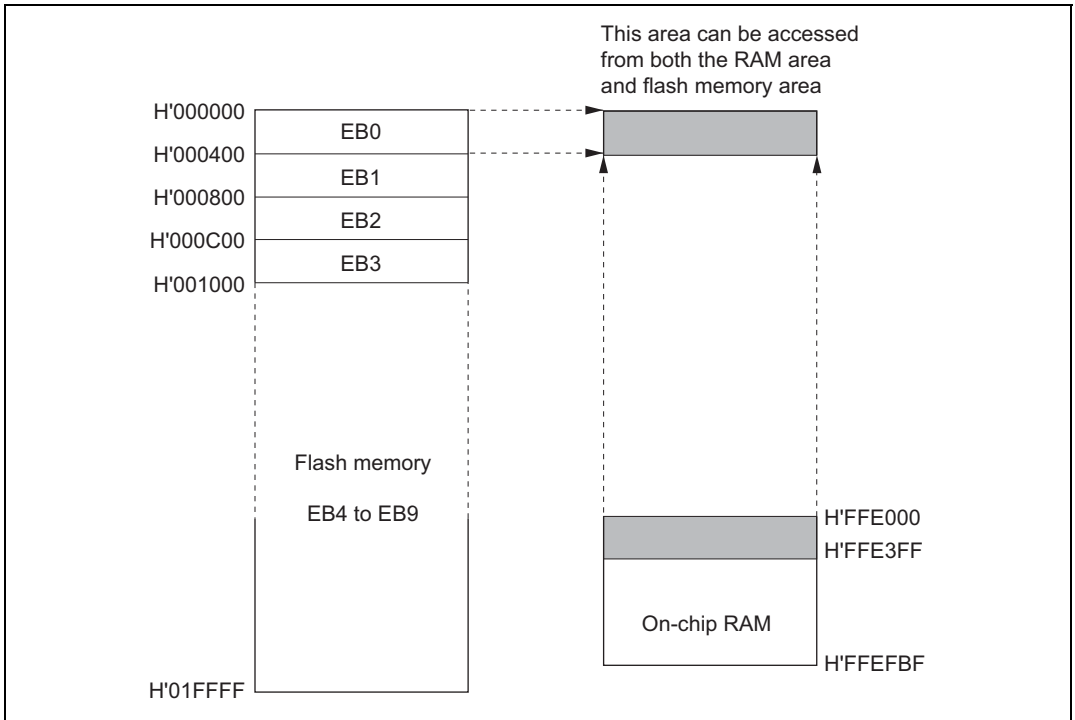 This area can be accessed
from both the RAM area
and flash memory area
H'000000
EB0
H'000400
EB1
H'000800
EB2
H'000C00
EB3
H'001000
Flash memory
EB4 to EB9
H'FFE000
H'FFE3FF
On-chip RAM
H'FFEFBF
H'01FFFF